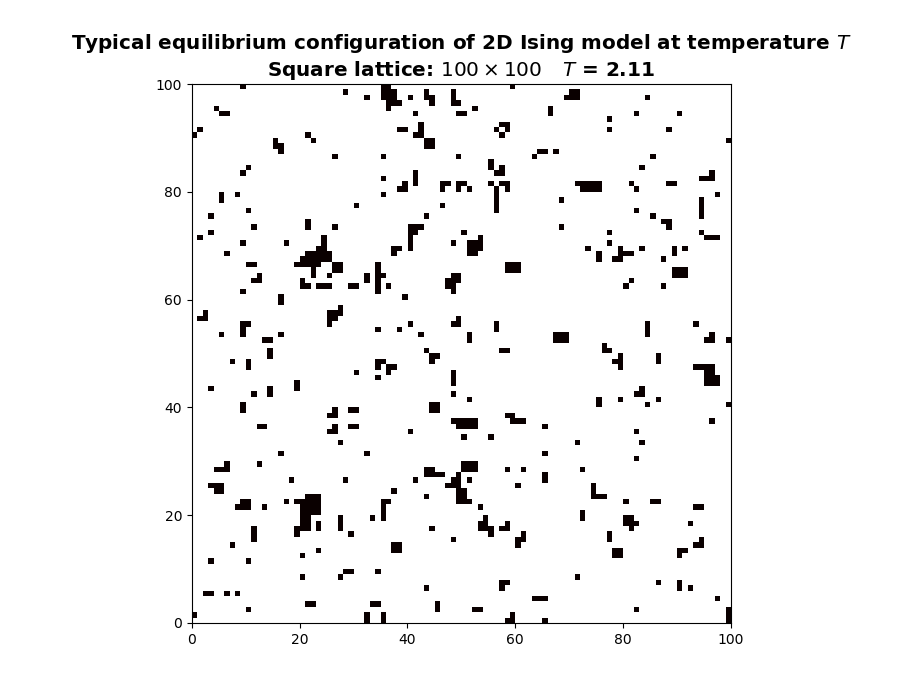 Typical equilibrium configuration of 2D Ising model at temperature T
Square lattice: 100 × 100 T = 2.11
100
80
60
40
20
0
0 20 40 60 80 100